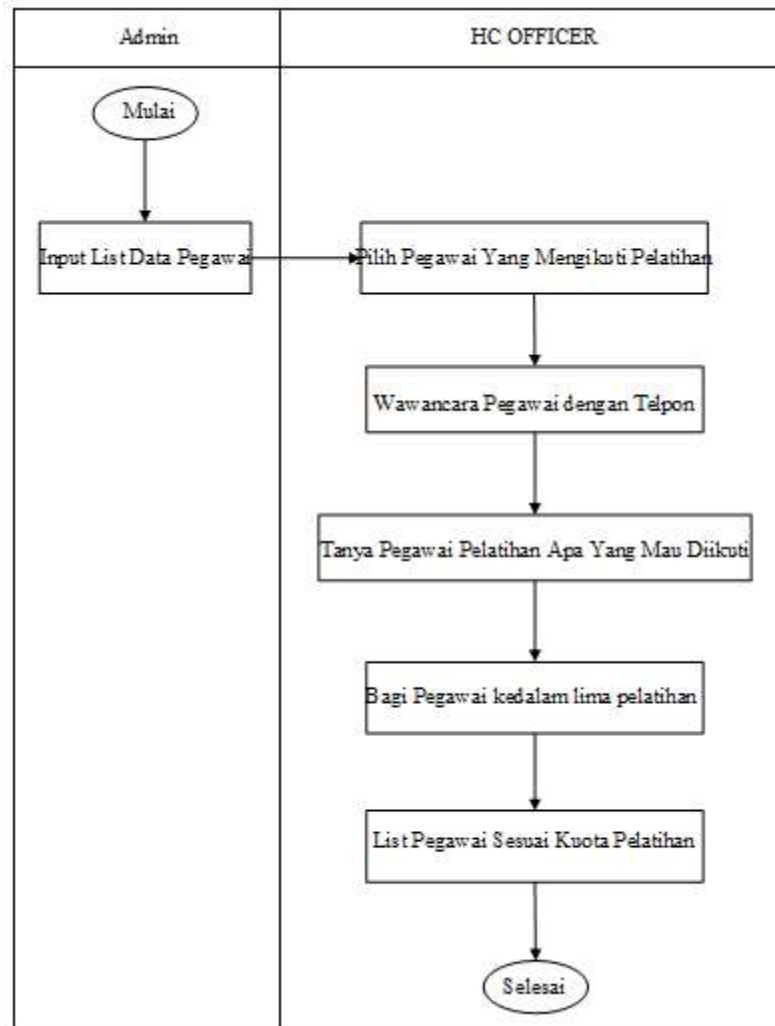 Admin
HC OFFICER
Mulai
Input List Data Pegawai
Pilih Pegawai Yang Mengikuti Pelatihan
Wawancara Pegawai dengan Telpon
Tanya Pegawai Pelatihan Apa Yang Mau Diikuti
Bagi Pegawai kedalam lima pelatihan
List Pegawai Sesuai Kuota Pelatihan
Selesai